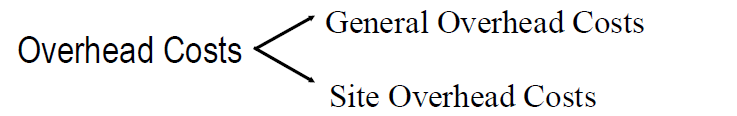 General Overhead Costs
Overhead Costs
Site Overhead Costs